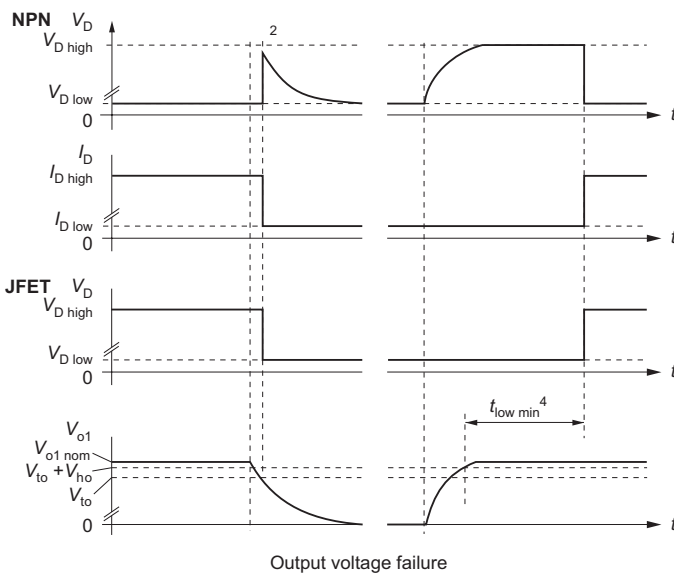 NPN V_D
V_D high
2
V_D low
0
t
I_D
I_D high
I_D low
0
t
JFET V_D
V_D high
V_D low
0
t
t_low min^4
V_o1
V_o1 nom
V_to + V_ho
V_to
0
t
Output voltage failure